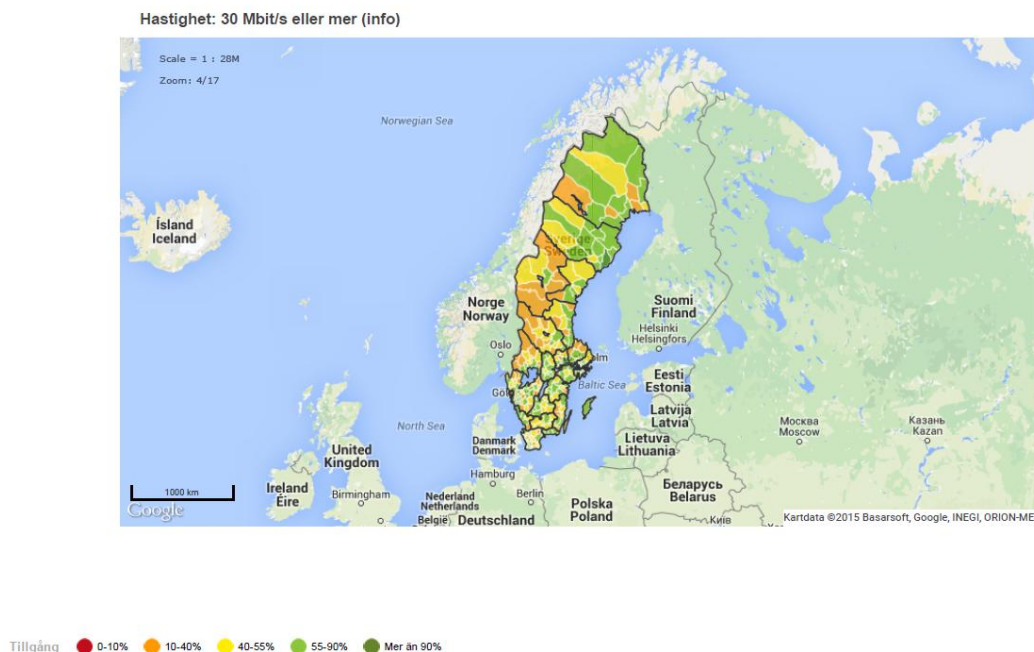 Hastighet: 30 Mbit/s eller mer (info)
Scale = 1 : 28M
Zoom: 4/17
Norwegian Sea
Ísland
Iceland
Sverige
Sweden
Norge
Norway
Suomi
Finland
Oslo
Helsinki
Helsingfors
Eesti
Estonia
Baltic Sea
Latvija
Latvia
North Sea
Danmark
Denmark
Lietuva
Lithuania
Москва
Moscow
Казань
Kazan
United
Kingdom
Hamburg
Беларусь
Belarus
Ireland
Éire
Birmingham
Nederland
Netherlands
Berlin
Polska
Poland
België
Deutschland
Київ
1000 km
Google
Kartdata ©2015 Basarsoft, Google, INEGI, ORION-ME
Tillgång 0-10% 10-40% 40-55% 55-90% Mer än 90%